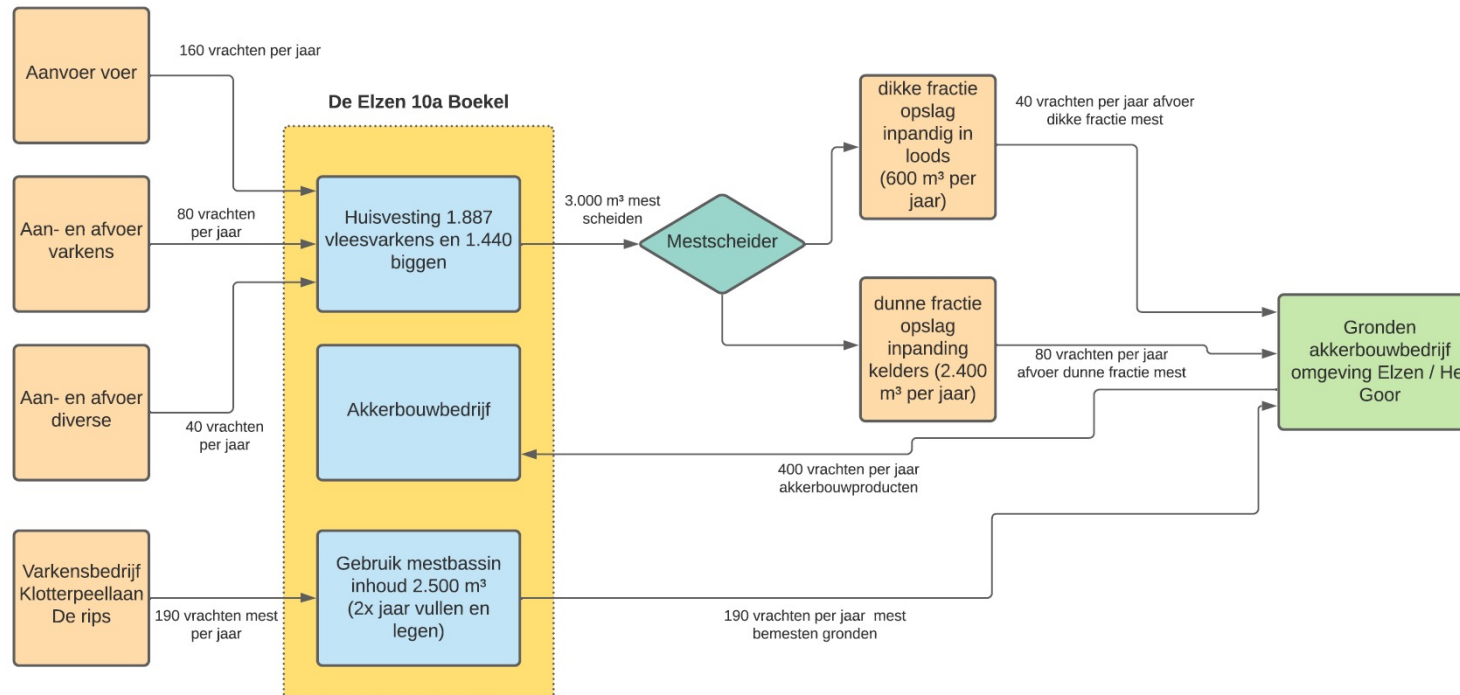 160 vrachten per jaar
Aanvoer voer
De Elzen 10a Boekel
dikke fractie
opslag
inpandig in
loods
(600 m³ per
jaar)
40 vrachten per jaar afvoer
dikke fractie mest
Aan- en afvoer
varkens
80 vrachten
per jaar
Huisvesting 1.887
vleesvarkens en 1.440
biggen
3.000 m³ mest
scheiden
Mestscheider
dunne fractie
opslag
inpanding
kelders (2.400
m³ per jaar)
80 vrachten per jaar
afvoer dunne fractie mest
Gronden
akkerbouwbedrijf
omgeving Elzen / He
Goor
Aan- en afvoer
diverse
40 vrachten
per jaar
Akkerbouwbedrijf
400 vrachten per jaar
akkerbouwproducten
Varkensbedrijf
Klotterpeellaan
De rips
190 vrachten mest
per jaar
Gebruik mestbassin
inhoud 2.500 m³
(2x jaar vullen en
legen)
190 vrachten per jaar mest
bemesten gronden